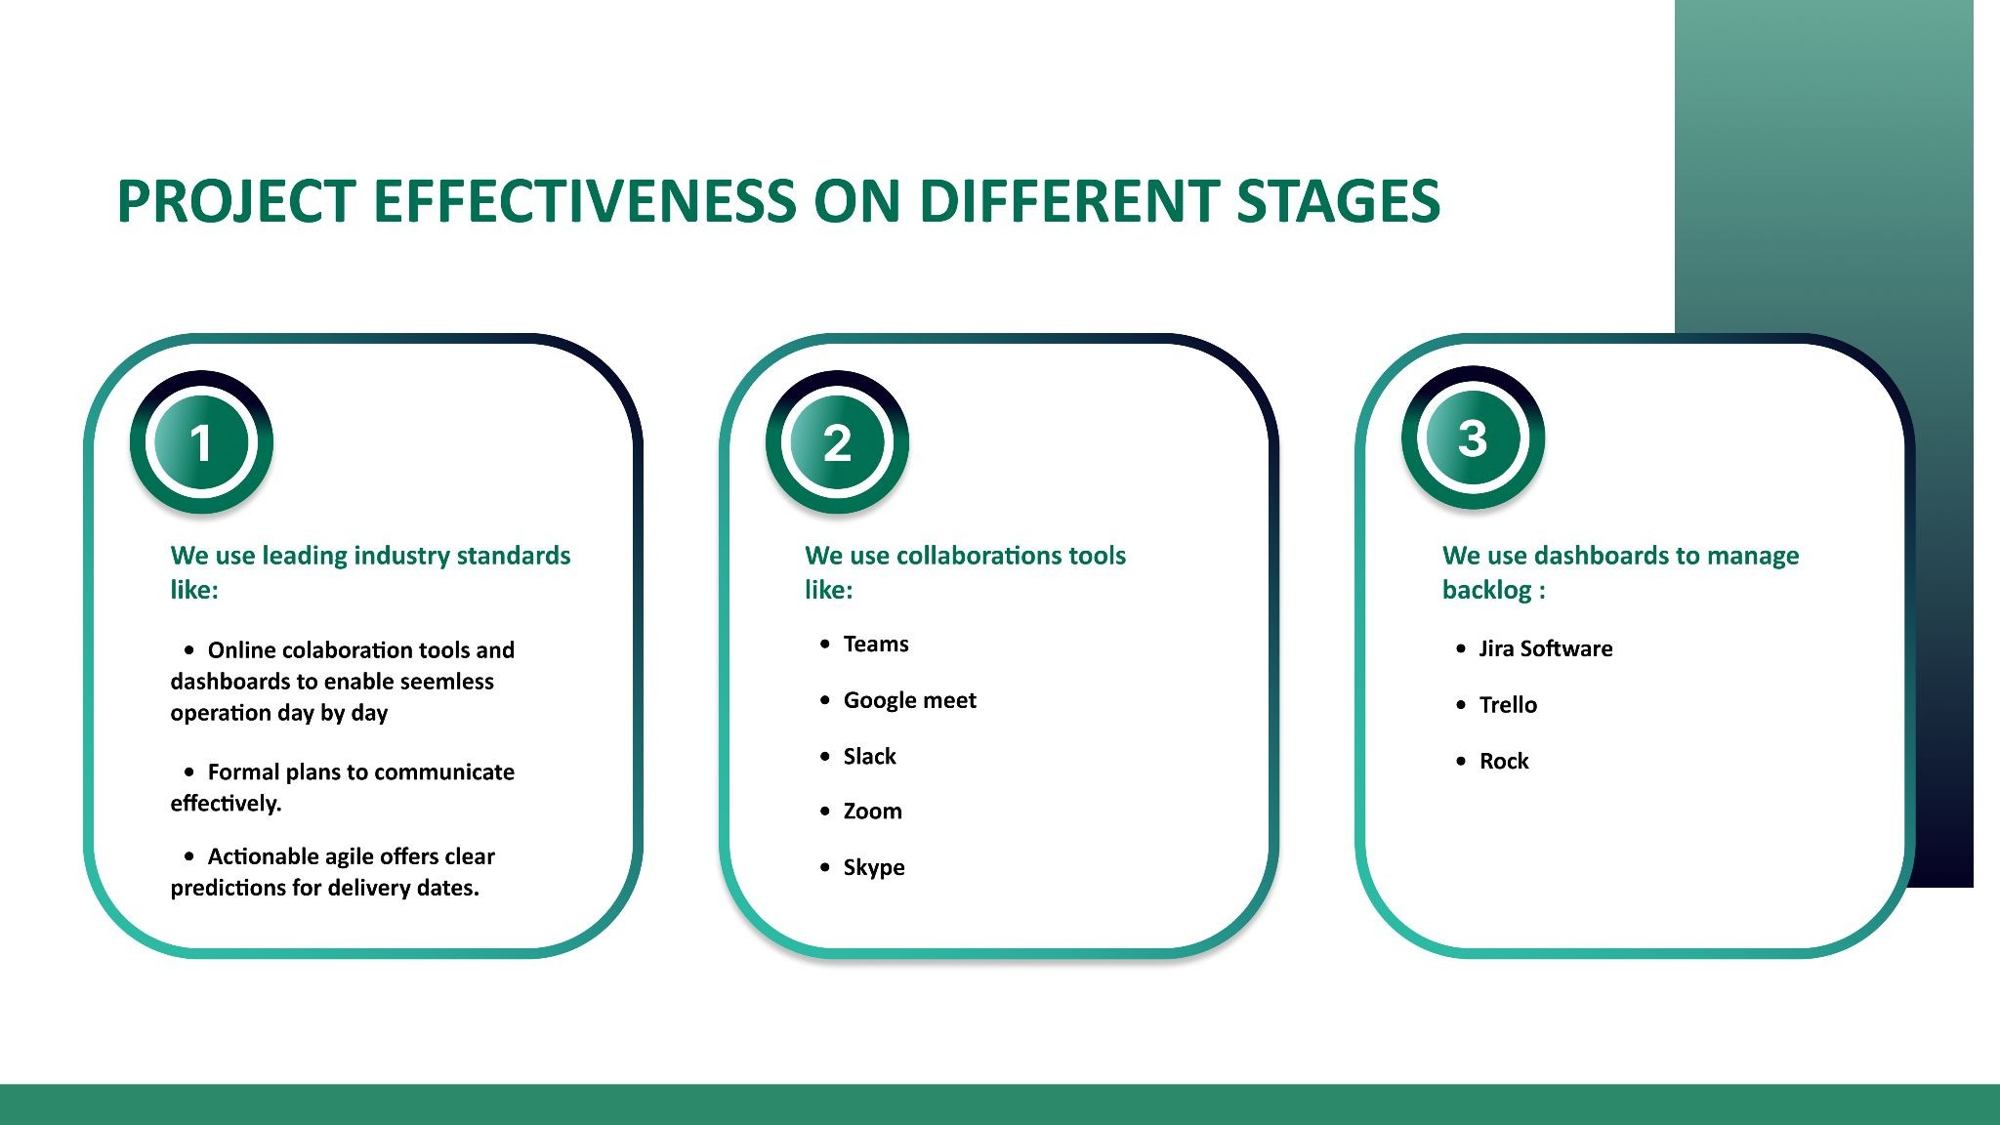 PROJECT EFFECTIVENESS ON DIFFERENT STAGES
1
We use leading industry standards
like:
• Online colaboration tools and
dashboards to enable seemless
operation day by day
• Formal plans to communicate
effectively.
• Actionable agile offers clear
predictions for delivery dates.
2
We use collaborations tools
like:
• Teams
• Google meet
• Slack
• Zoom
• Skype
3
We use dashboards to manage
backlog :
• Jira Software
• Trello
• Rock